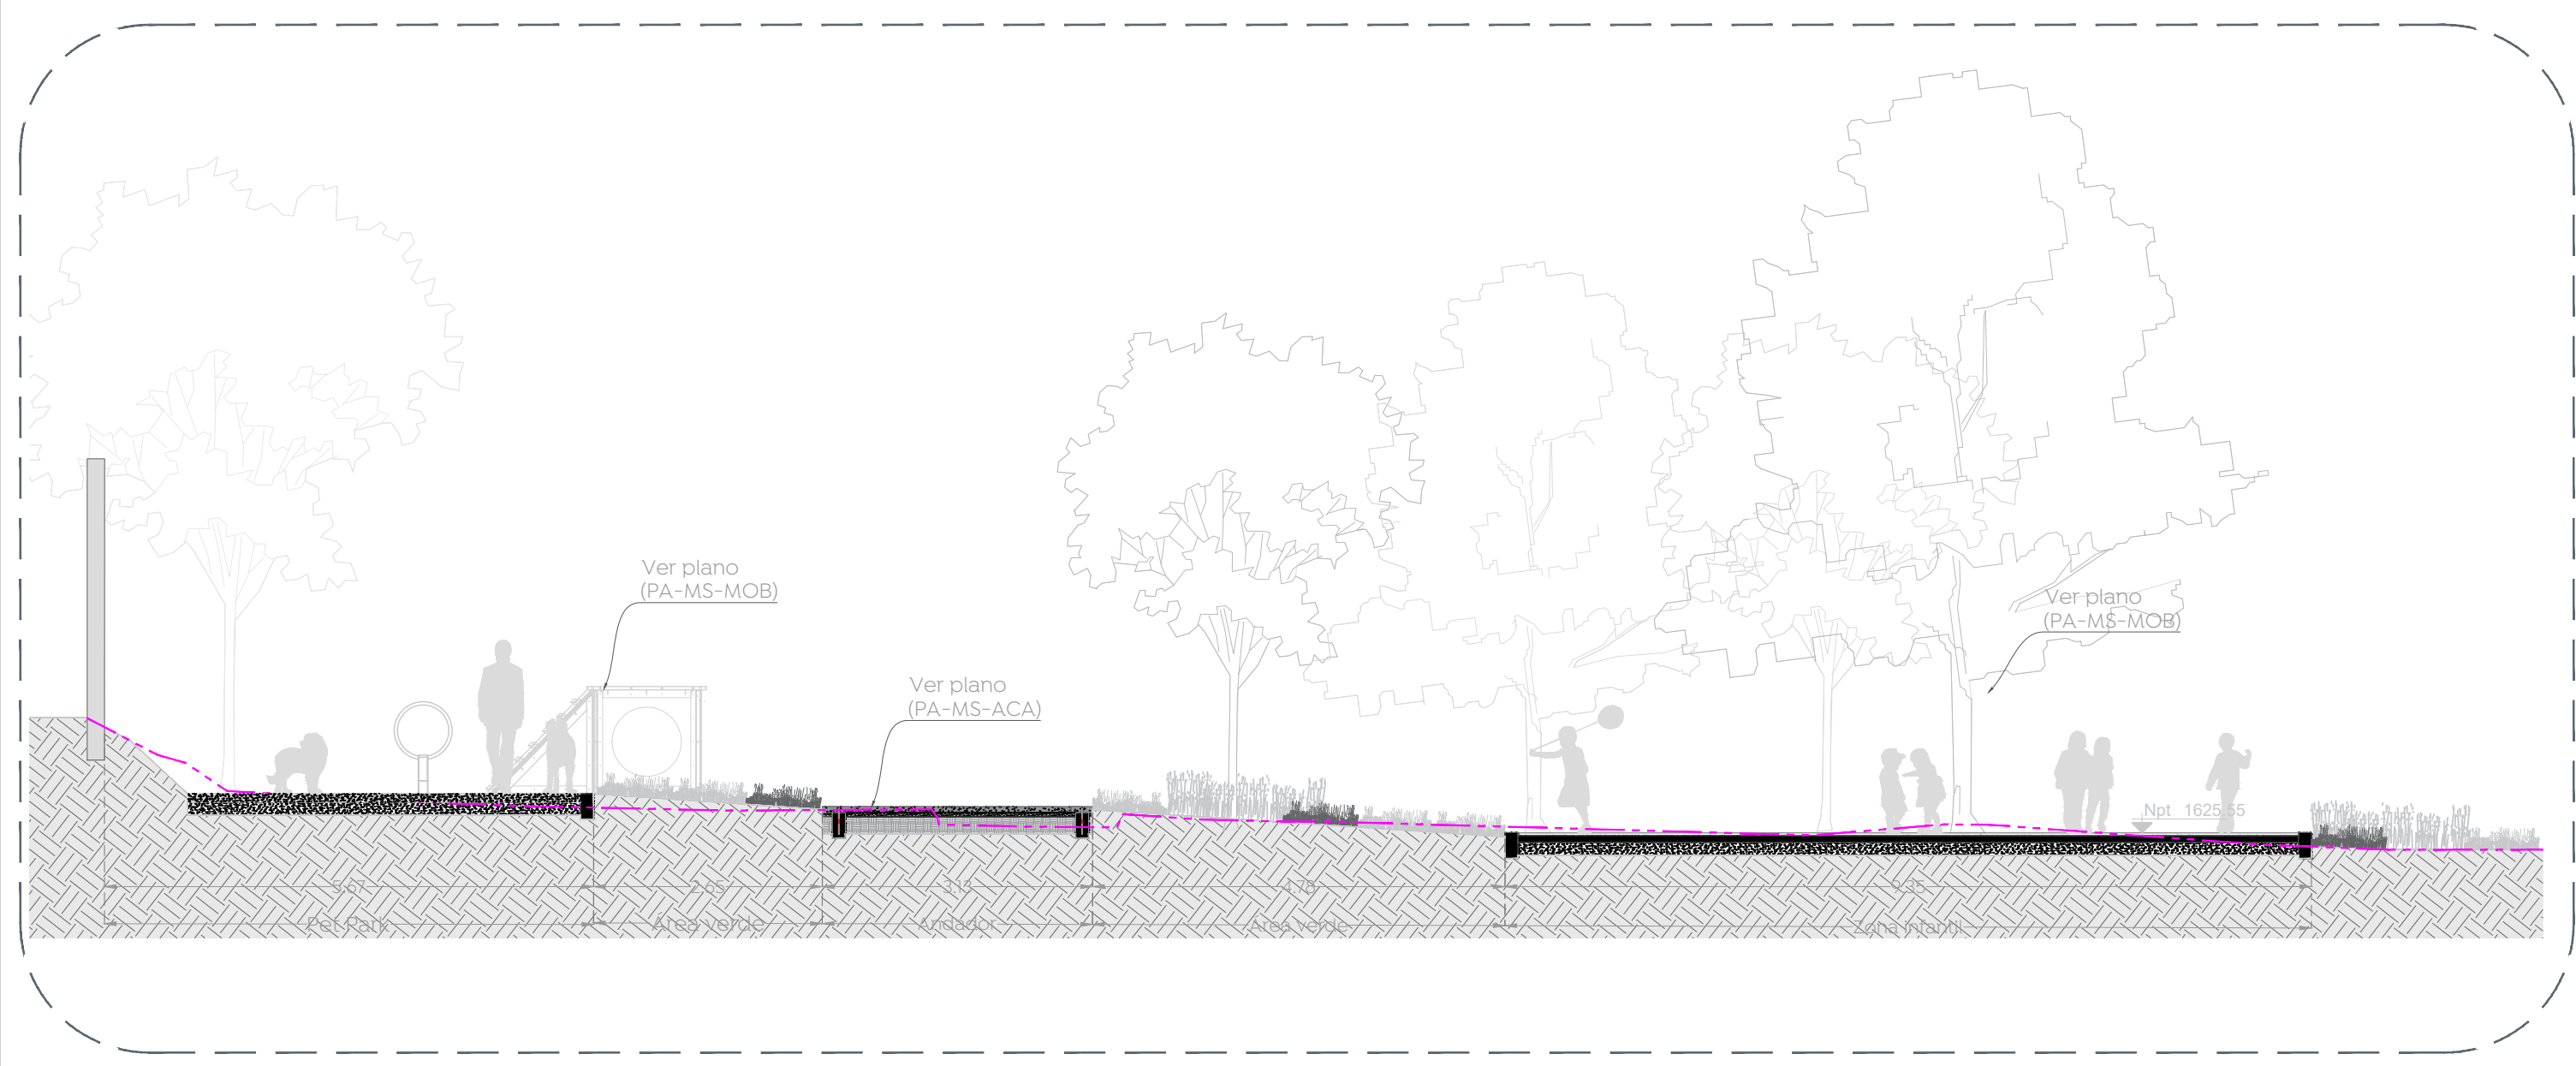 Ver plano
(PA-MS-MOB)
Ver plano
(PA-MS-MOB)
Ver plano
(PA-MS-ACA)
Npt 1625.55
5.67
2.65
3.13
4.78
9.35
Pet Park
Área verde
Andador
Área verde
Zona infantil